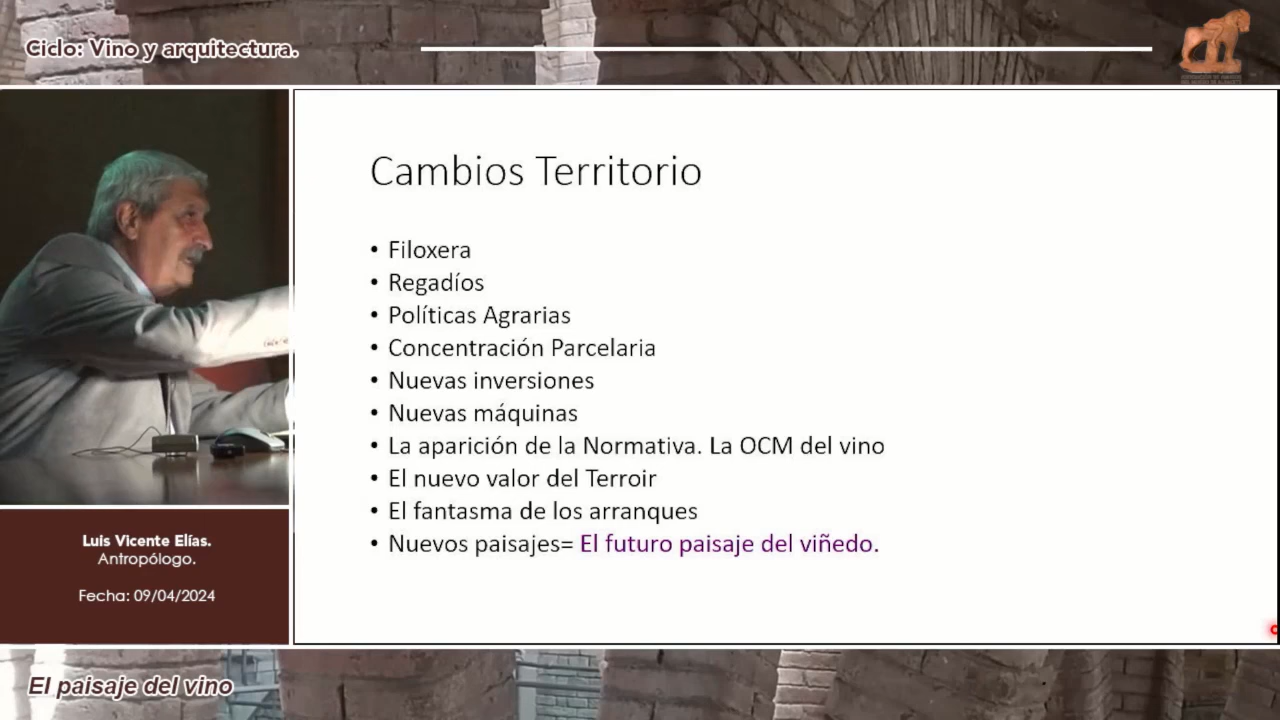 Ciclo: Vino y arquitectura.
Cambios Territorio
• Filoxera
• Regadíos
• Políticas Agrarias
• Concentración Parcelaria
• Nuevas inversiones
• Nuevas máquinas
• La aparición de la Normativa. La OCM del vino
• El nuevo valor del Terroir
• El fantasma de los arranques
• Nuevos paisajes= El futuro paisaje del viñedo.
Luis Vicente Elías.
Antropólogo.
Fecha: 09/04/2024
El paisaje del vino